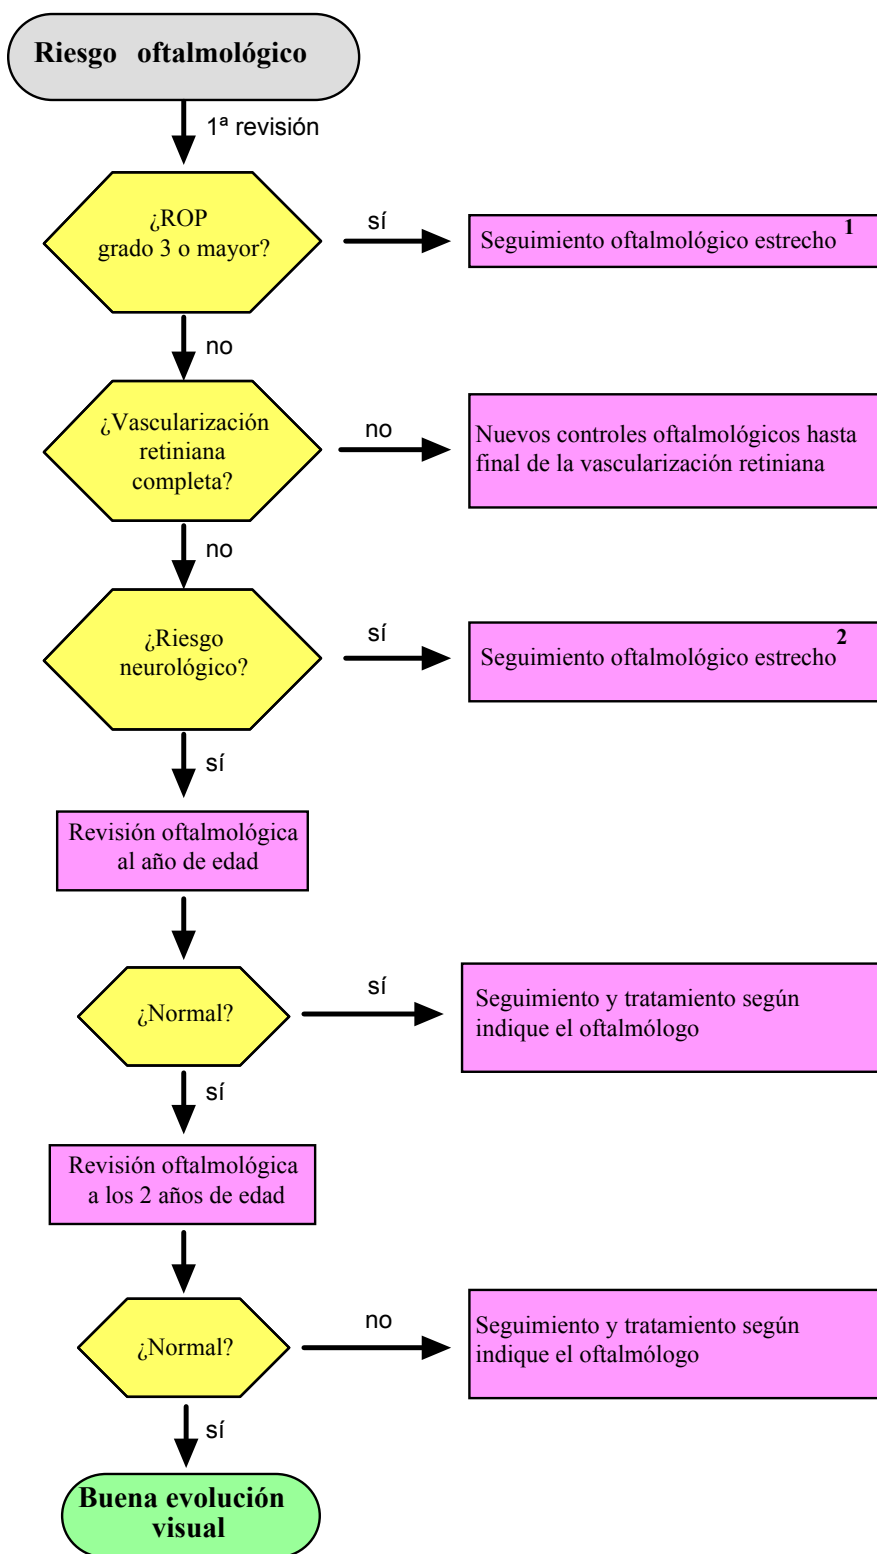 Riesgo oftalmológico
1ª revisión
¿ROP
grado 3 o mayor?
sí
Seguimiento oftalmológico estrecho 1
no
¿Vascularización
retiniana
completa?
no
Nuevos controles oftalmológicos hasta
final de la vascularización retiniana
no
¿Riesgo
neurológico?
sí
Seguimiento oftalmológico estrecho 2
sí
Revisión oftalmológica
al año de edad
¿Normal?
sí
Seguimiento y tratamiento según
indique el oftalmólogo
sí
Revisión oftalmológica
a los 2 años de edad
¿Normal?
no
Seguimiento y tratamiento según
indique el oftalmólogo
sí
Buena evolución
visual